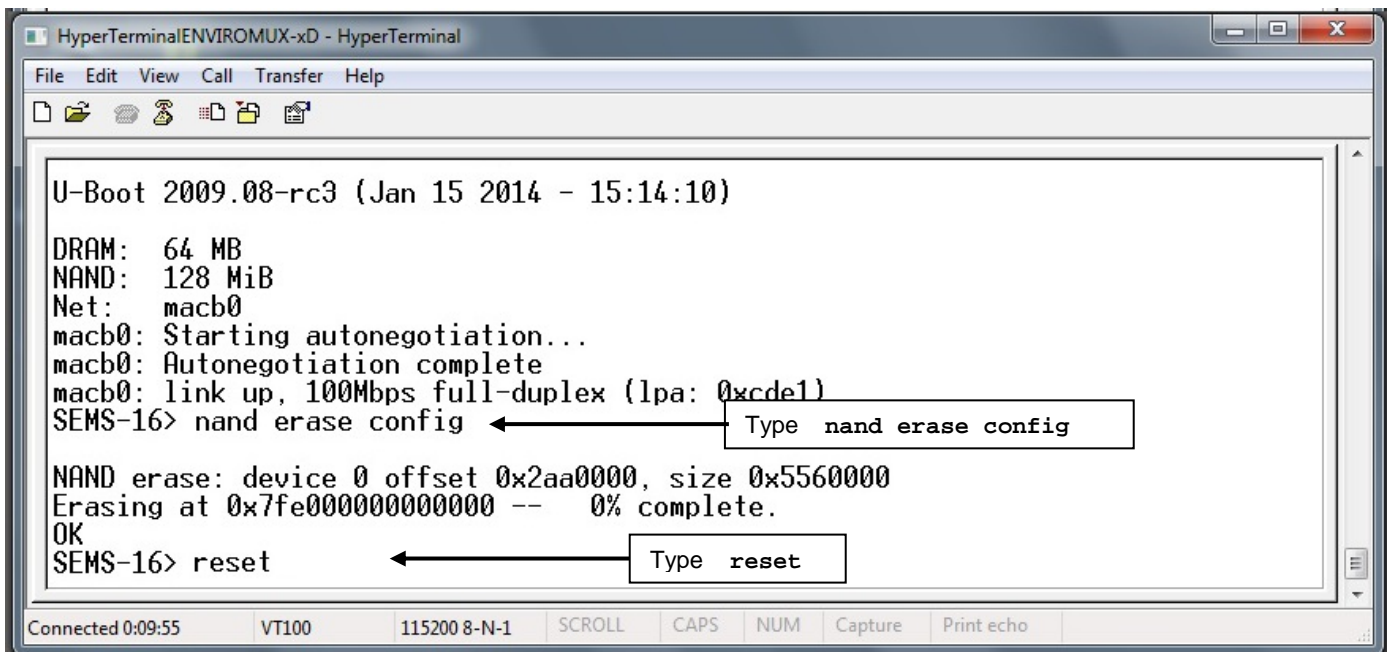 HyperTerminalENVIROMUX-xD - HyperTerminal
File Edit View Call Transfer Help
U-Boot 2009.08-rc3 (Jan 15 2014 - 15:14:10)
DRAM: 64 MB
NAND: 128 MiB
Net: macb0
macb0: Starting autonegotiation...
macb0: Autonegotiation complete
macb0: link up, 100Mbps full-duplex (lpa: 0xcde1)
SEMS-16> nand erase config
Type nand erase config
NAND erase: device 0 offset 0x2aa0000, size 0x5560000
Erasing at 0x7fe000000000000 -- 0% complete.
OK
SEMS-16> reset
Type reset
Connected 0:09:55 VT100 115200 8-N-1 SCROLL CAPS NUM Capture Print echo